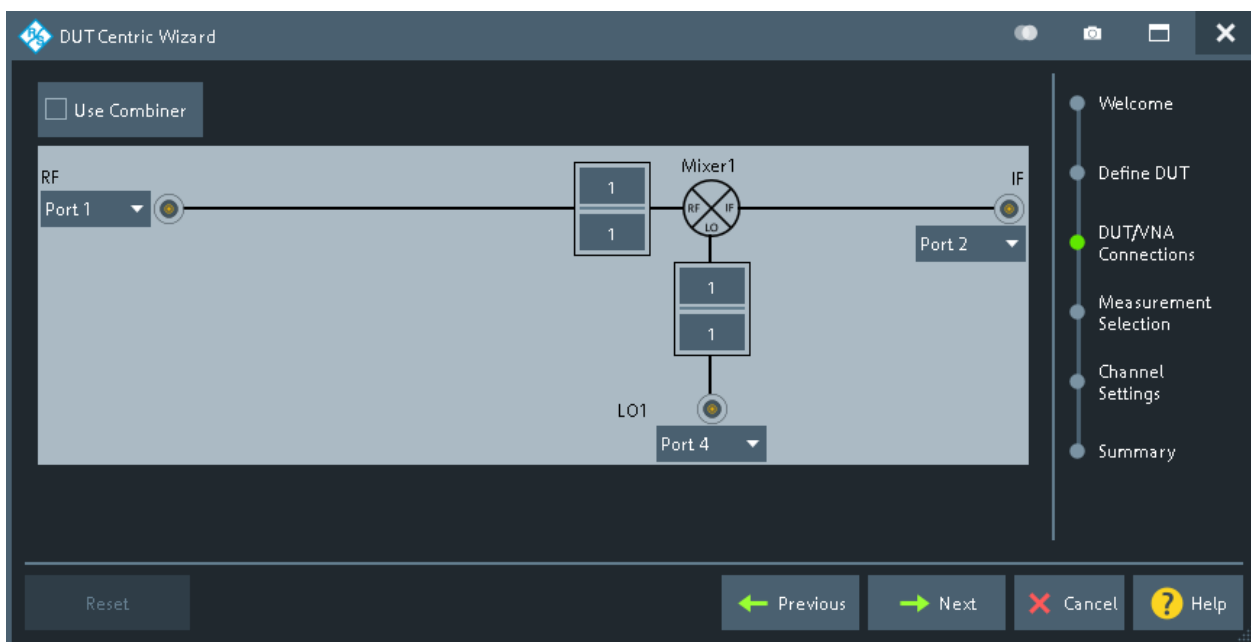 DUT Centric Wizard
Use Combiner
RF
Port 1
1
1
Mixer1
RF
IF
LO
IF
Port 2
1
1
LO1
Port 4
Welcome
Define DUT
DUT/VNA
Connections
Measurement
Selection
Channel
Settings
Summary
Reset
Previous
Next
Cancel
? Help